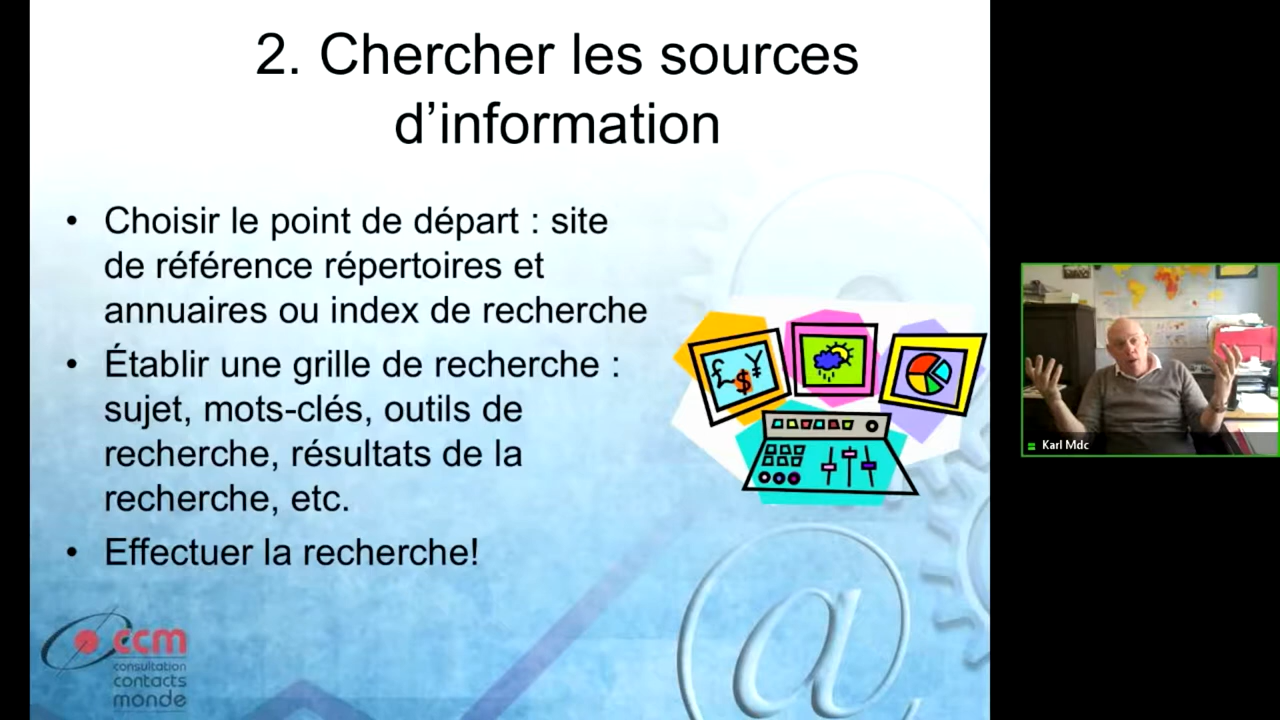 2. Chercher les sources
d’information
• Choisir le point de départ : site
de référence répertoires et
annuaires ou index de recherche
• Établir une grille de recherche :
sujet, mots-clés, outils de
recherche, résultats de la
recherche, etc.
• Effectuer la recherche!
£ $ ¥
@
ccm
consultation
contacts
monde
Karl Mdc